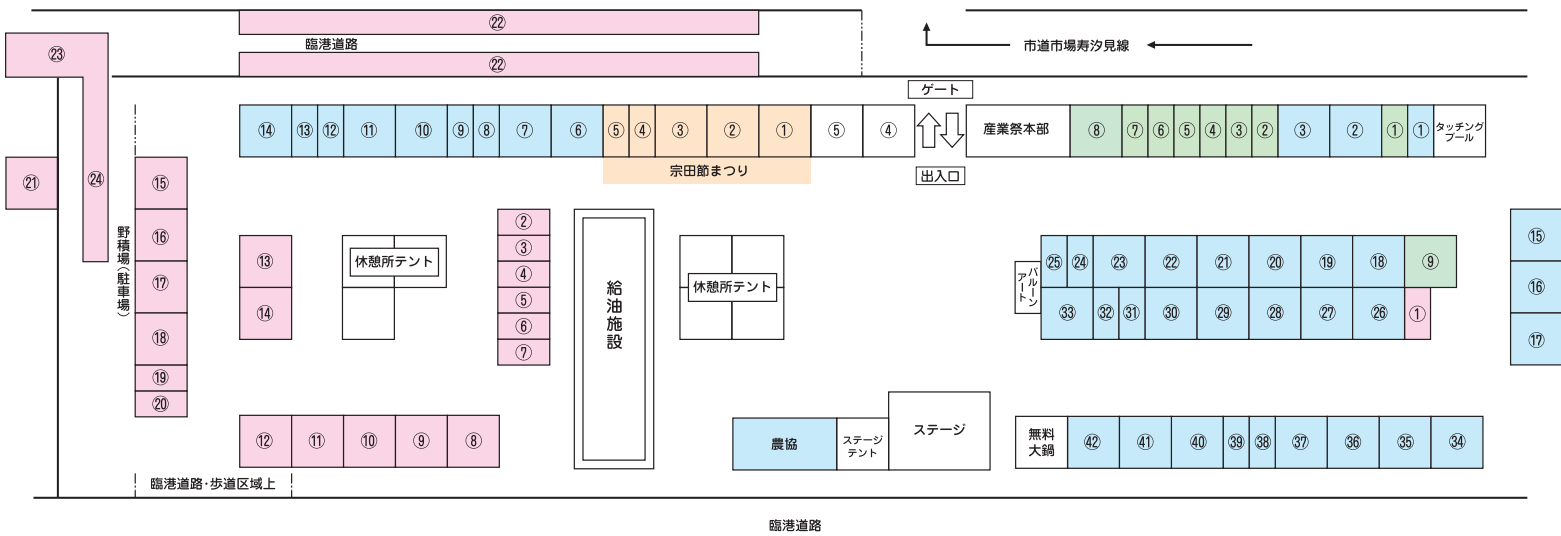 ㉒
臨港道路
㉒
市道市場寿汐見線
㉓
ゲート
⑭ ⑬ ⑫ ⑪ ⑩ ⑨ ⑧ ⑦ ⑥ ⑤ ④ ③ ② ① ⑤ ④
産業祭本部
⑧ ⑦ ⑥ ⑤ ④ ③ ② ③ ② ① ①
タッチング
プール
宗田節まつり
出入口
㉑
㉔
⑮
⑯
⑰
⑱
⑲
⑳
野積場(駐車場)
⑬
⑭
休憩所テント
②
③
④
⑤
⑥
⑦
給油施設
休憩所テント
バルーン
アート
㉕ ㉔ ㉓ ㉒ ㉑ ⑳ ⑲ ⑱ ⑨
㉝ ㉜ ㉛ ㉚ ㉙ ㉘ ㉗ ㉖ ①
⑮
⑯
⑰
⑫ ⑪ ⑩ ⑨ ⑧
農協
ステージ
テント
ステージ
無料
大鍋
㊷ ㊶ ㊵ ㊴ ㊳ ㊲ ㊱ ㉟ ㉞
臨港道路・歩道区域上
臨港道路